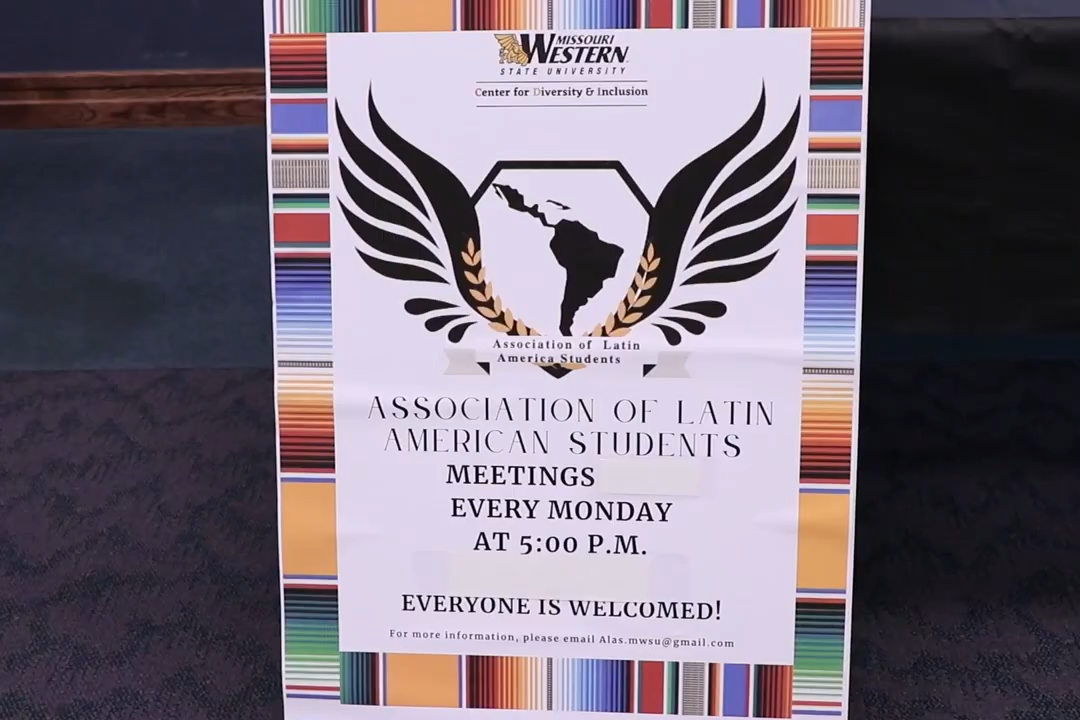 MISSOURI
WESTERN
STATE UNIVERSITY
Center for Diversity & Inclusion
Association of Latin
America Students
ASSOCIATION OF LATIN
AMERICAN STUDENTS
MEETINGS
EVERY MONDAY
AT 5:00 P.M.
EVERYONE IS WELCOMED!
For more information, please email Alas.mwsu@gmail.com